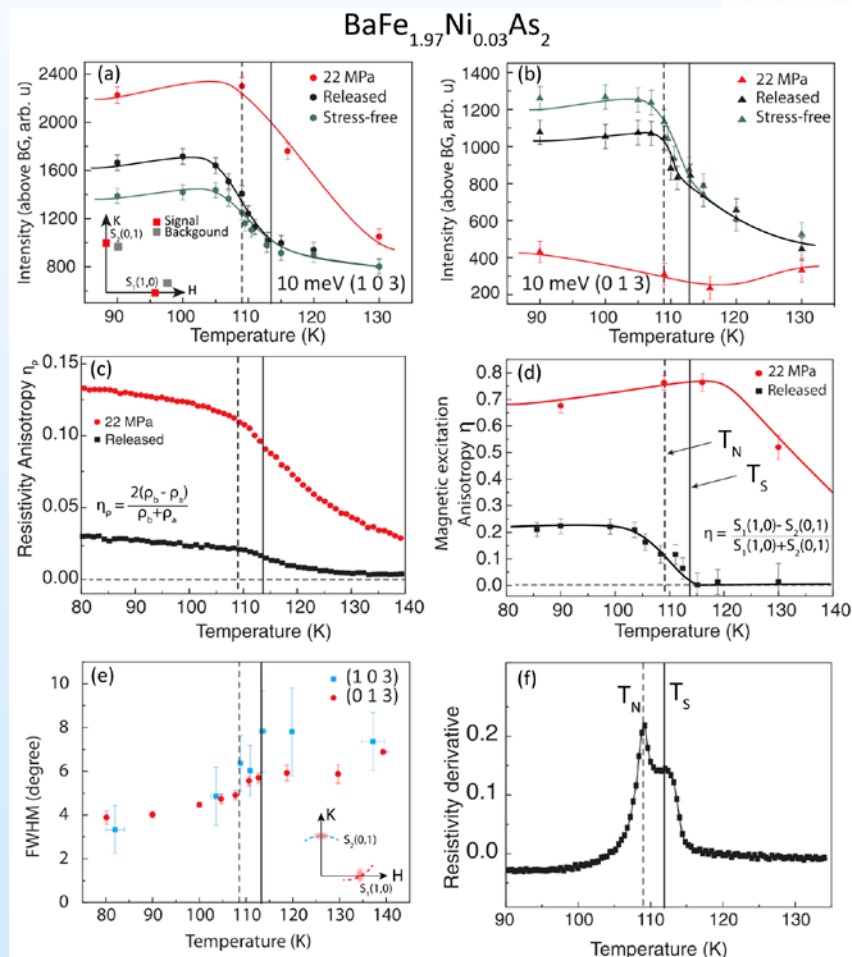 BaFe1.97Ni0.03As2
(a)
22 MPa
Released
Stress-free
Intensity (above BG, arb. u)
2400
2000
1600
1200
800
K
S2(0,1)
Signal
Background
S1(1,0)
H
10 meV (1 0 3)
90 100 110 120 130
Temperature (K)
(b)
22 MPa
Released
Stress-free
Intensity (above BG, arb. u)
1400
1200
1000
800
600
400
200
10 meV (0 1 3)
90 100 110 120 130
Temperature (K)
(c)
22 MPa
Released
Resistivity Anisotropy ηp
0.15
0.10
0.05
0.00
ηp = 2(ρb - ρa) / ρb+ρa
80 90 100 110 120 130 140
Temperature (K)
(d)
22 MPa
Released
Magnetic excitation
Anisotropy η
0.8
0.7
0.6
0.5
0.4
0.3
0.2
0.1
0.0
TN
TS
η = S1(1,0) - S2(0,1) / S1(1,0)+S2(0,1)
80 90 100 110 120 130 140
Temperature (K)
(e)
(1 0 3)
(0 1 3)
FWHM (degree)
10
8
6
4
2
0
K
S2(0,1)
H
S1(1,0)
80 90 100 110 120 130 140
Temperature (K)
(f)
TN
TS
Resistivity derivative
0.2
0.1
0.0
90 100 110 120 130
Temperature (K)